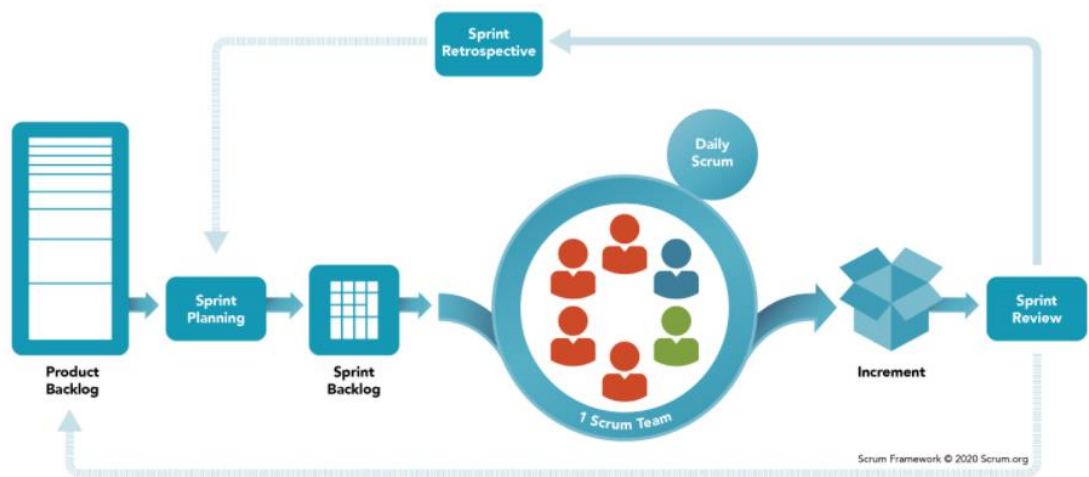 Sprint
Retrospective
Daily
Scrum
Sprint
Planning
Sprint
Review
Product
Backlog
Sprint
Backlog
1 Scrum Team
Increment
Scrum Framework © 2020 Scrum.org